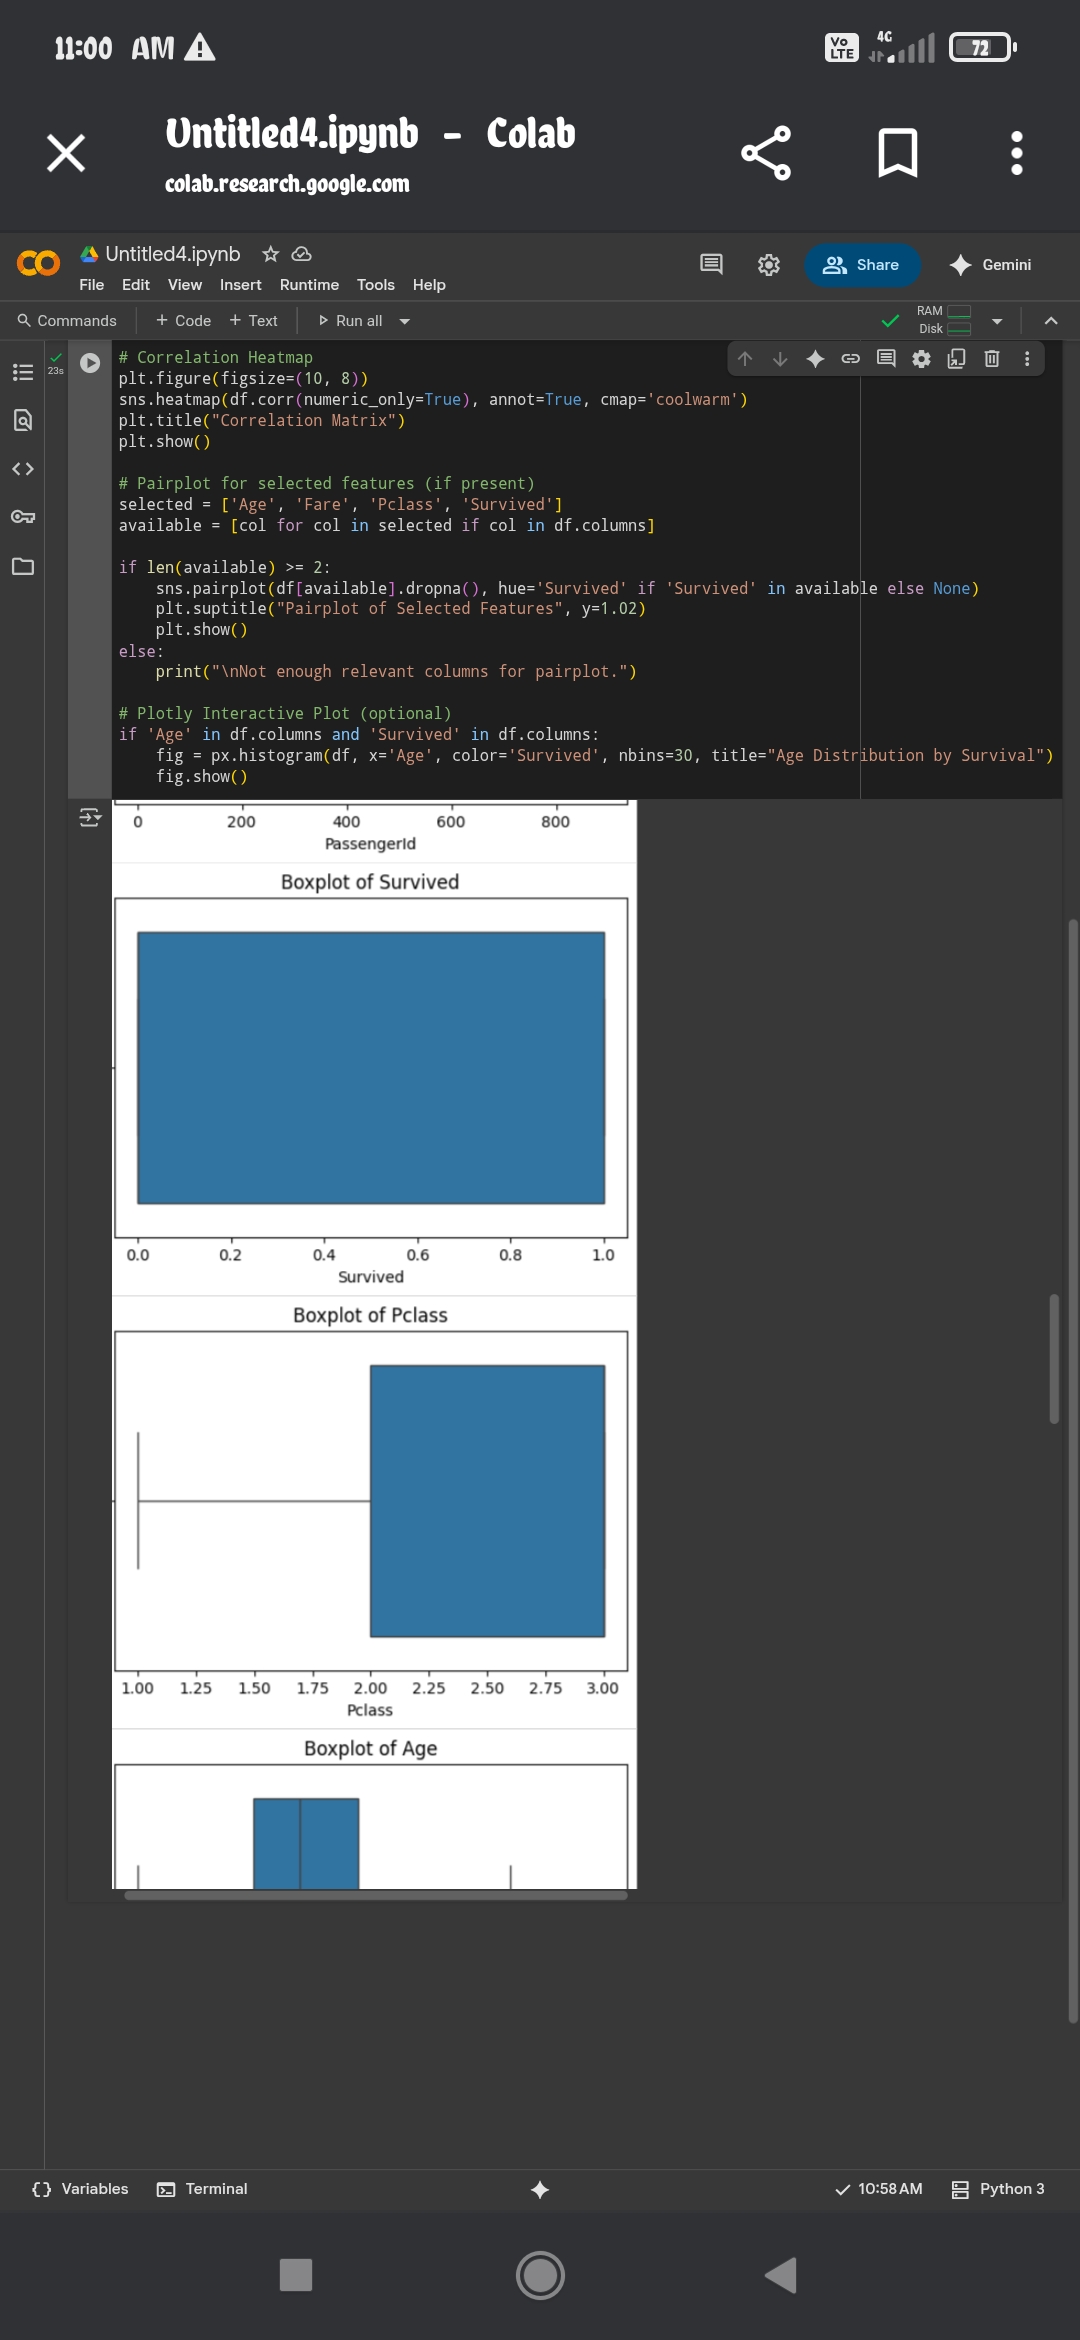 11:00 AM
Vo LTE 4G 72
Untitled4.ipynb - Colab
colab.research.google.com
Untitled4.ipynb
File Edit View Insert Runtime Tools Help
Share Gemini
Commands + Code + Text Run all
RAM
Disk
23s
# Correlation Heatmap
plt.figure(figsize=(10, 8))
sns.heatmap(df.corr(numeric_only=True), annot=True, cmap='coolwarm')
plt.title("Correlation Matrix")
plt.show()
# Pairplot for selected features (if present)
selected = ['Age', 'Fare', 'Pclass', 'Survived']
available = [col for col in selected if col in df.columns]
if len(available) >= 2:
    sns.pairplot(df[available].dropna(), hue='Survived' if 'Survived' in available else None)
    plt.suptitle("Pairplot of Selected Features", y=1.02)
    plt.show()
else:
    print("\nNot enough relevant columns for pairplot.")
# Plotly Interactive Plot (optional)
if 'Age' in df.columns and 'Survived' in df.columns:
    fig = px.histogram(df, x='Age', color='Survived', nbins=30, title="Age Distribution by Survival")
    fig.show()
0 200 400 600 800
PassengerId
Boxplot of Survived
0.0 0.2 0.4 0.6 0.8 1.0
Survived
Boxplot of Pclass
1.00 1.25 1.50 1.75 2.00 2.25 2.50 2.75 3.00
Pclass
Boxplot of Age
Variables Terminal 10:58 AM Python 3